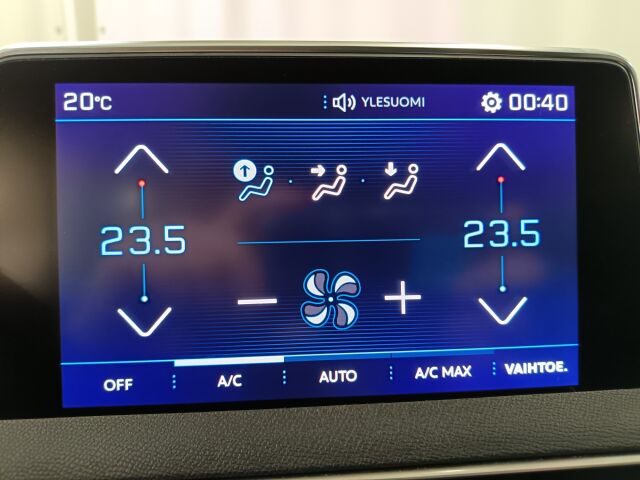 20°C YLESUOMI 00:40
23.5 23.5
OFF A/C AUTO A/C MAX VAIHTOE.